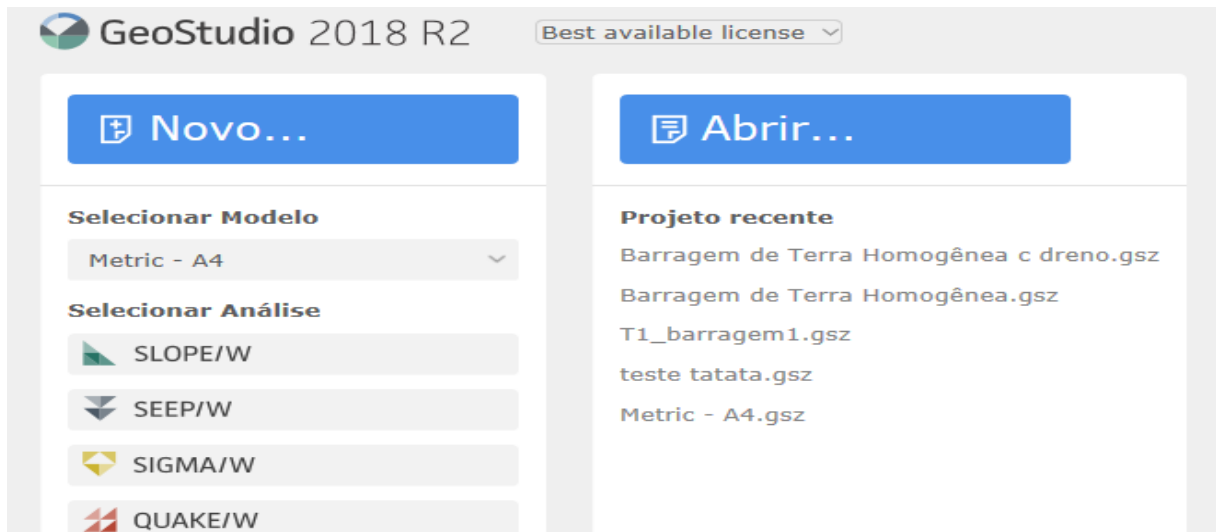 GeoStudio 2018 R2
Best available license
Novo...
Selecionar Modelo
Metric - A4
Selecionar Análise
SLOPE/W
SEEP/W
SIGMA/W
QUAKE/W
Abrir...
Projeto recente
Barragem de Terra Homogênea c dreno.gsz
Barragem de Terra Homogênea.gsz
T1_barragem1.gsz
teste tatata.gsz
Metric - A4.gsz